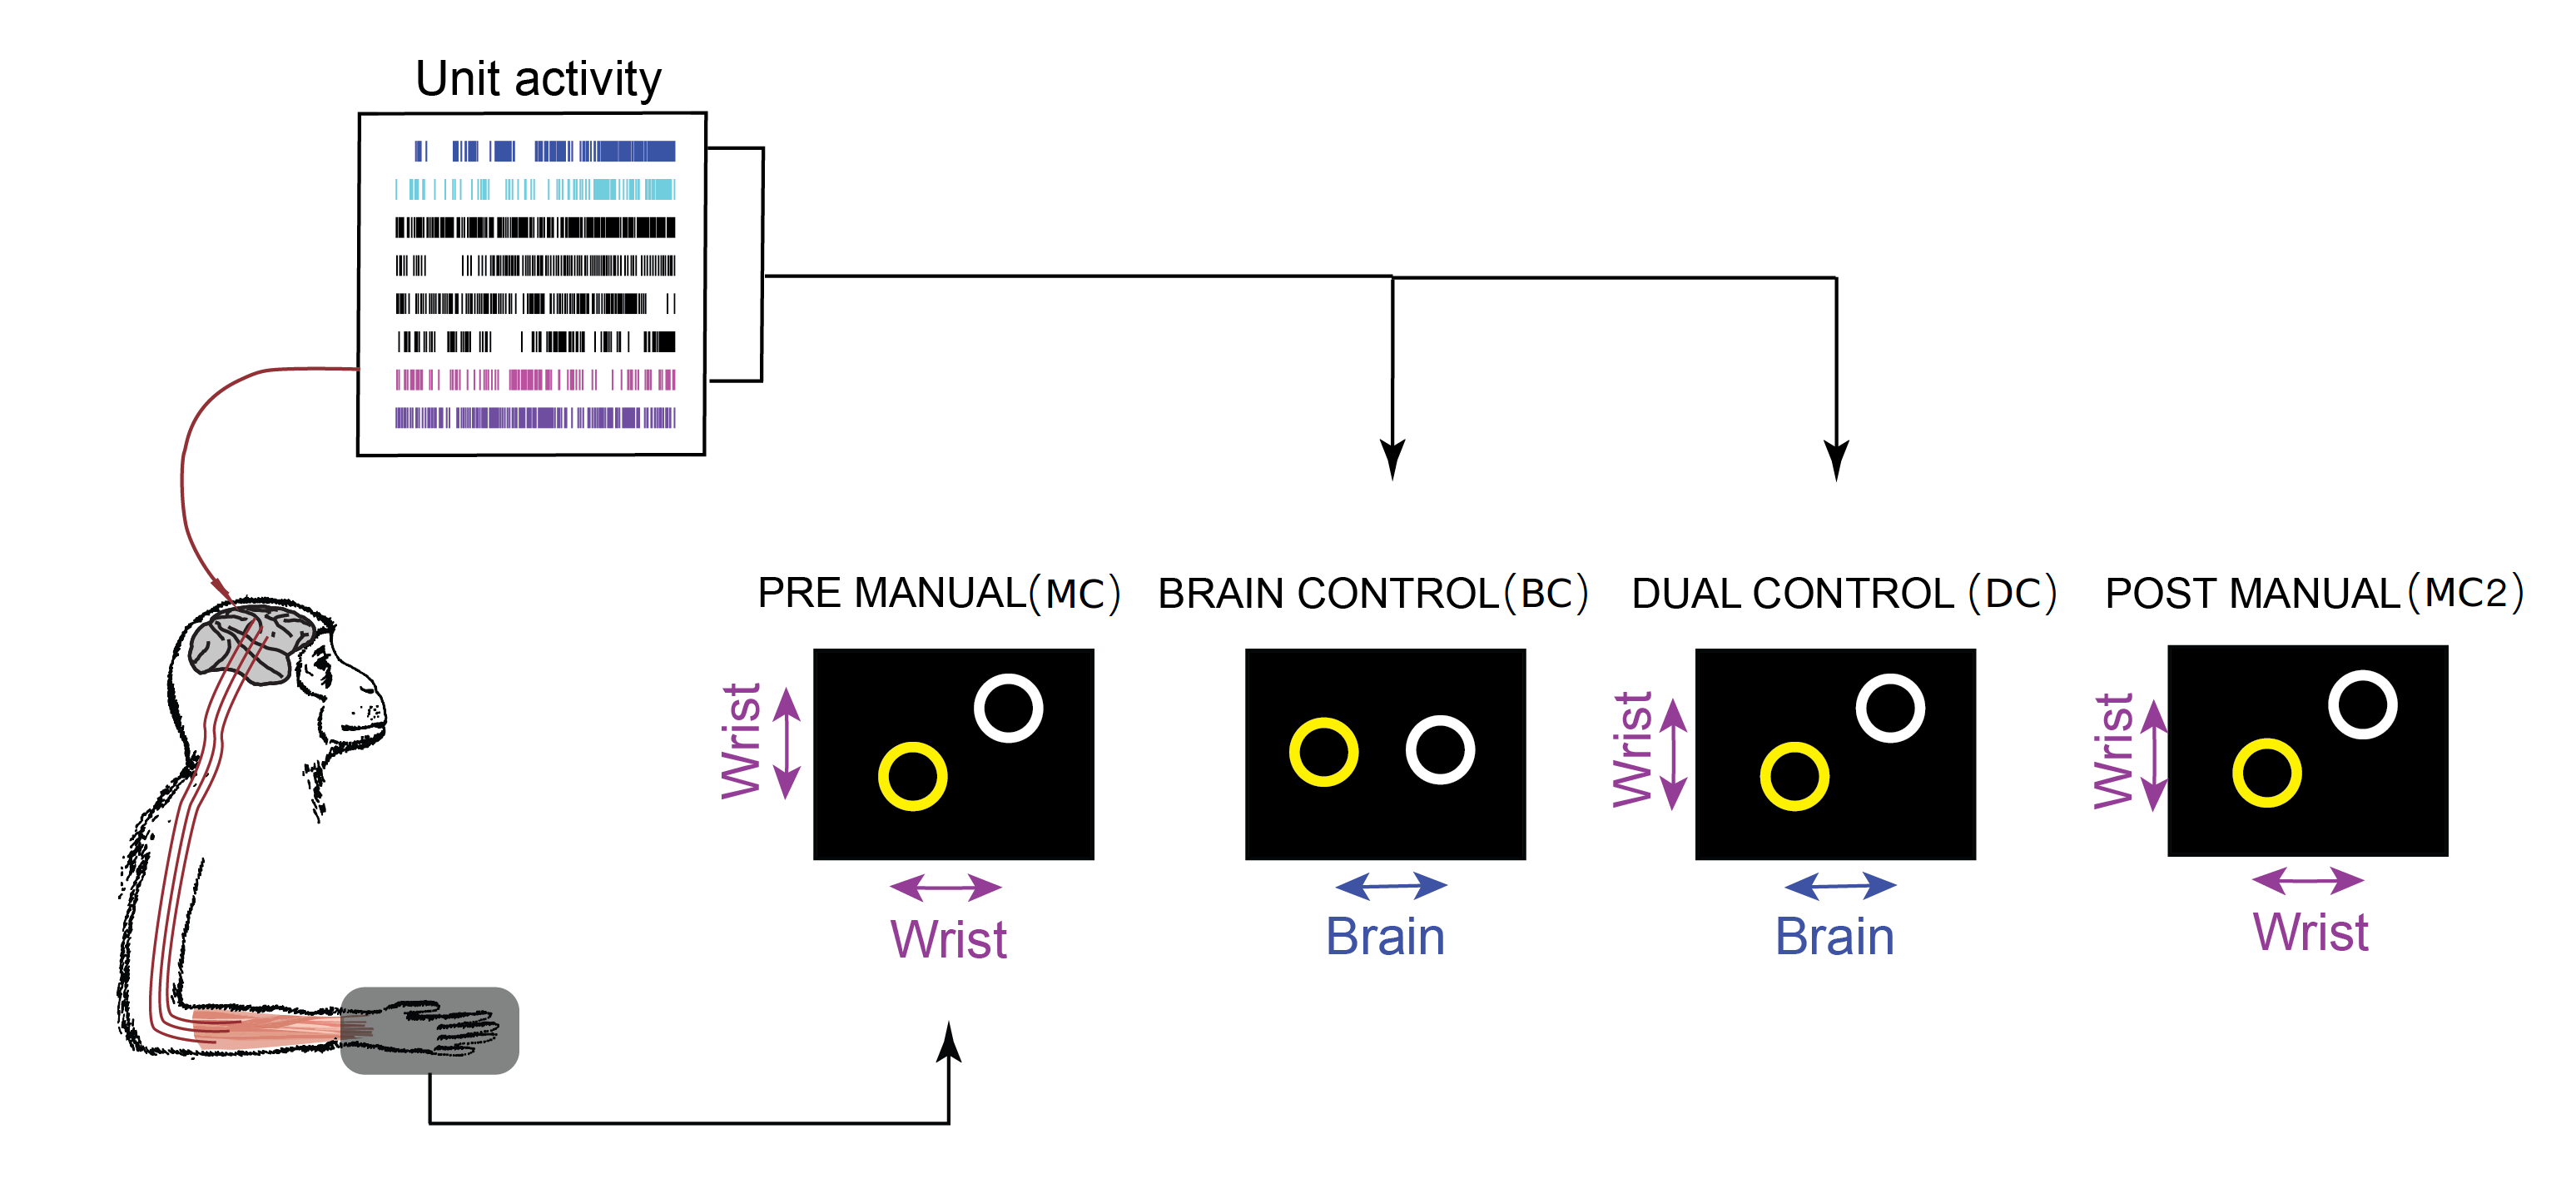 Unit activity
PRE MANUAL(MC)
BRAIN CONTROL(BC)
DUAL CONTROL (DC)
POST MANUAL(MC2)
Wrist
Wrist
Brain
Wrist
Brain
Wrist
Wrist